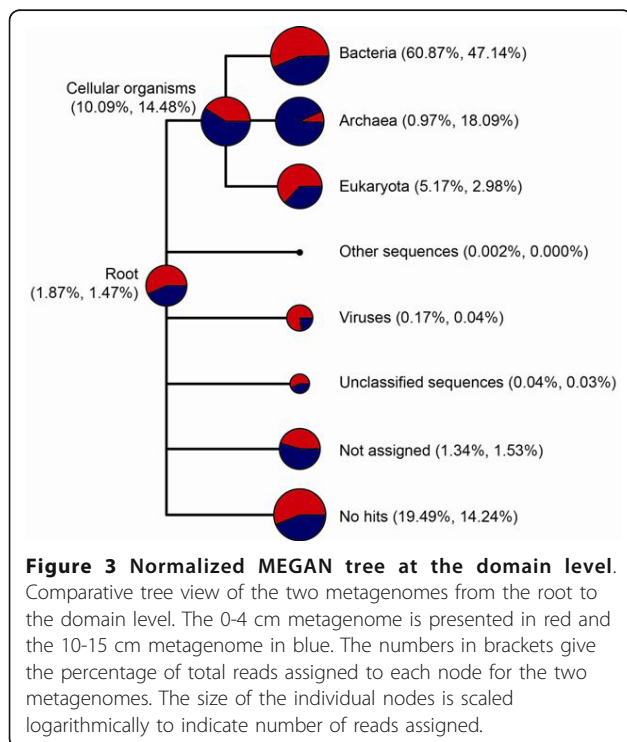 Bacteria (60.87%, 47.14%)
Cellular organisms
(10.09%, 14.48%)
Archaea (0.97%, 18.09%)
Eukaryota (5.17%, 2.98%)
Other sequences (0.002%, 0.000%)
Root
(1.87%, 1.47%)
Viruses (0.17%, 0.04%)
Unclassified sequences (0.04%, 0.03%)
Not assigned (1.34%, 1.53%)
No hits (19.49%, 14.24%)
Figure 3 Normalized MEGAN tree at the domain level.
Comparative tree view of the two metagenomes from the root to
the domain level. The 0-4 cm metagenome is presented in red and
the 10-15 cm metagenome in blue. The numbers in brackets give
the percentage of total reads assigned to each node for the two
metagenomes. The size of the individual nodes is scaled
logarithmically to indicate number of reads assigned.